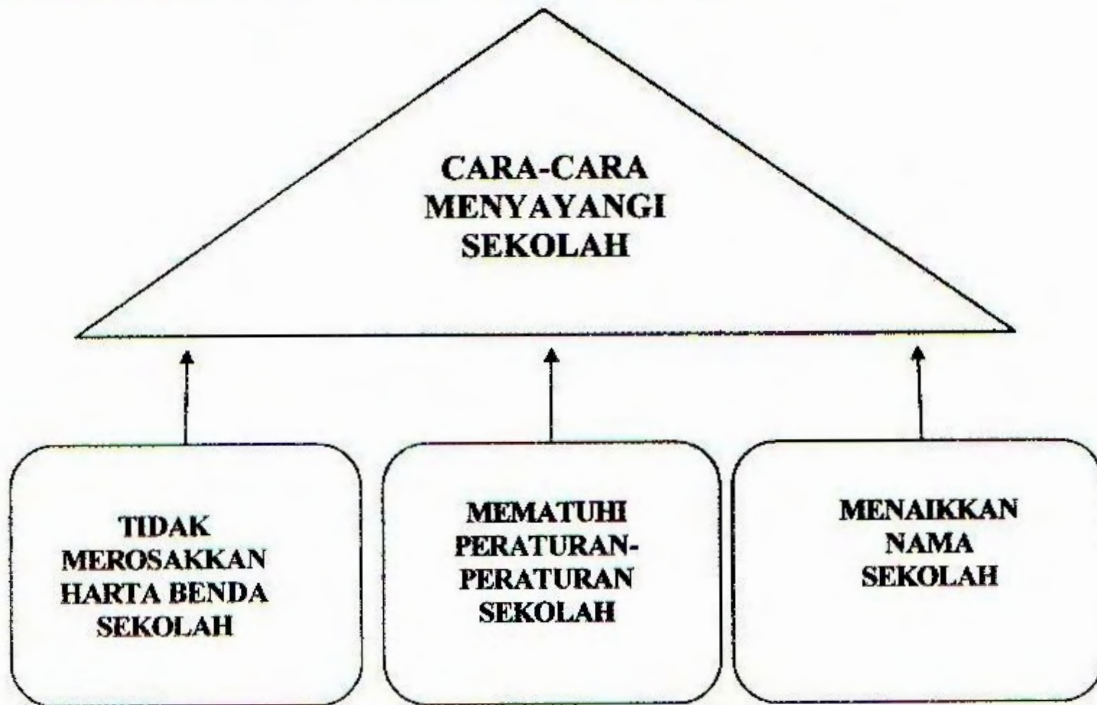 CARA-CARA
MENYAYANGI
SEKOLAH
TIDAK
MEROSAKKAN
HARTA BENDA
SEKOLAH
MEMATUHI
PERATURAN-
PERATURAN
SEKOLAH
MENAIKKAN
NAMA
SEKOLAH